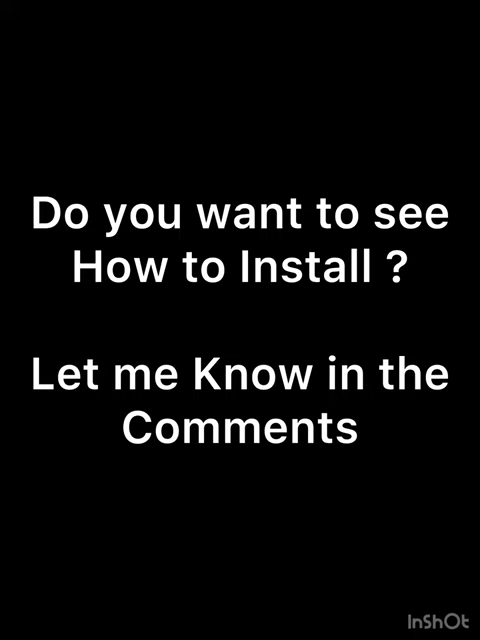 Do you want to see
How to Install ?
Let me Know in the
Comments
InShOt